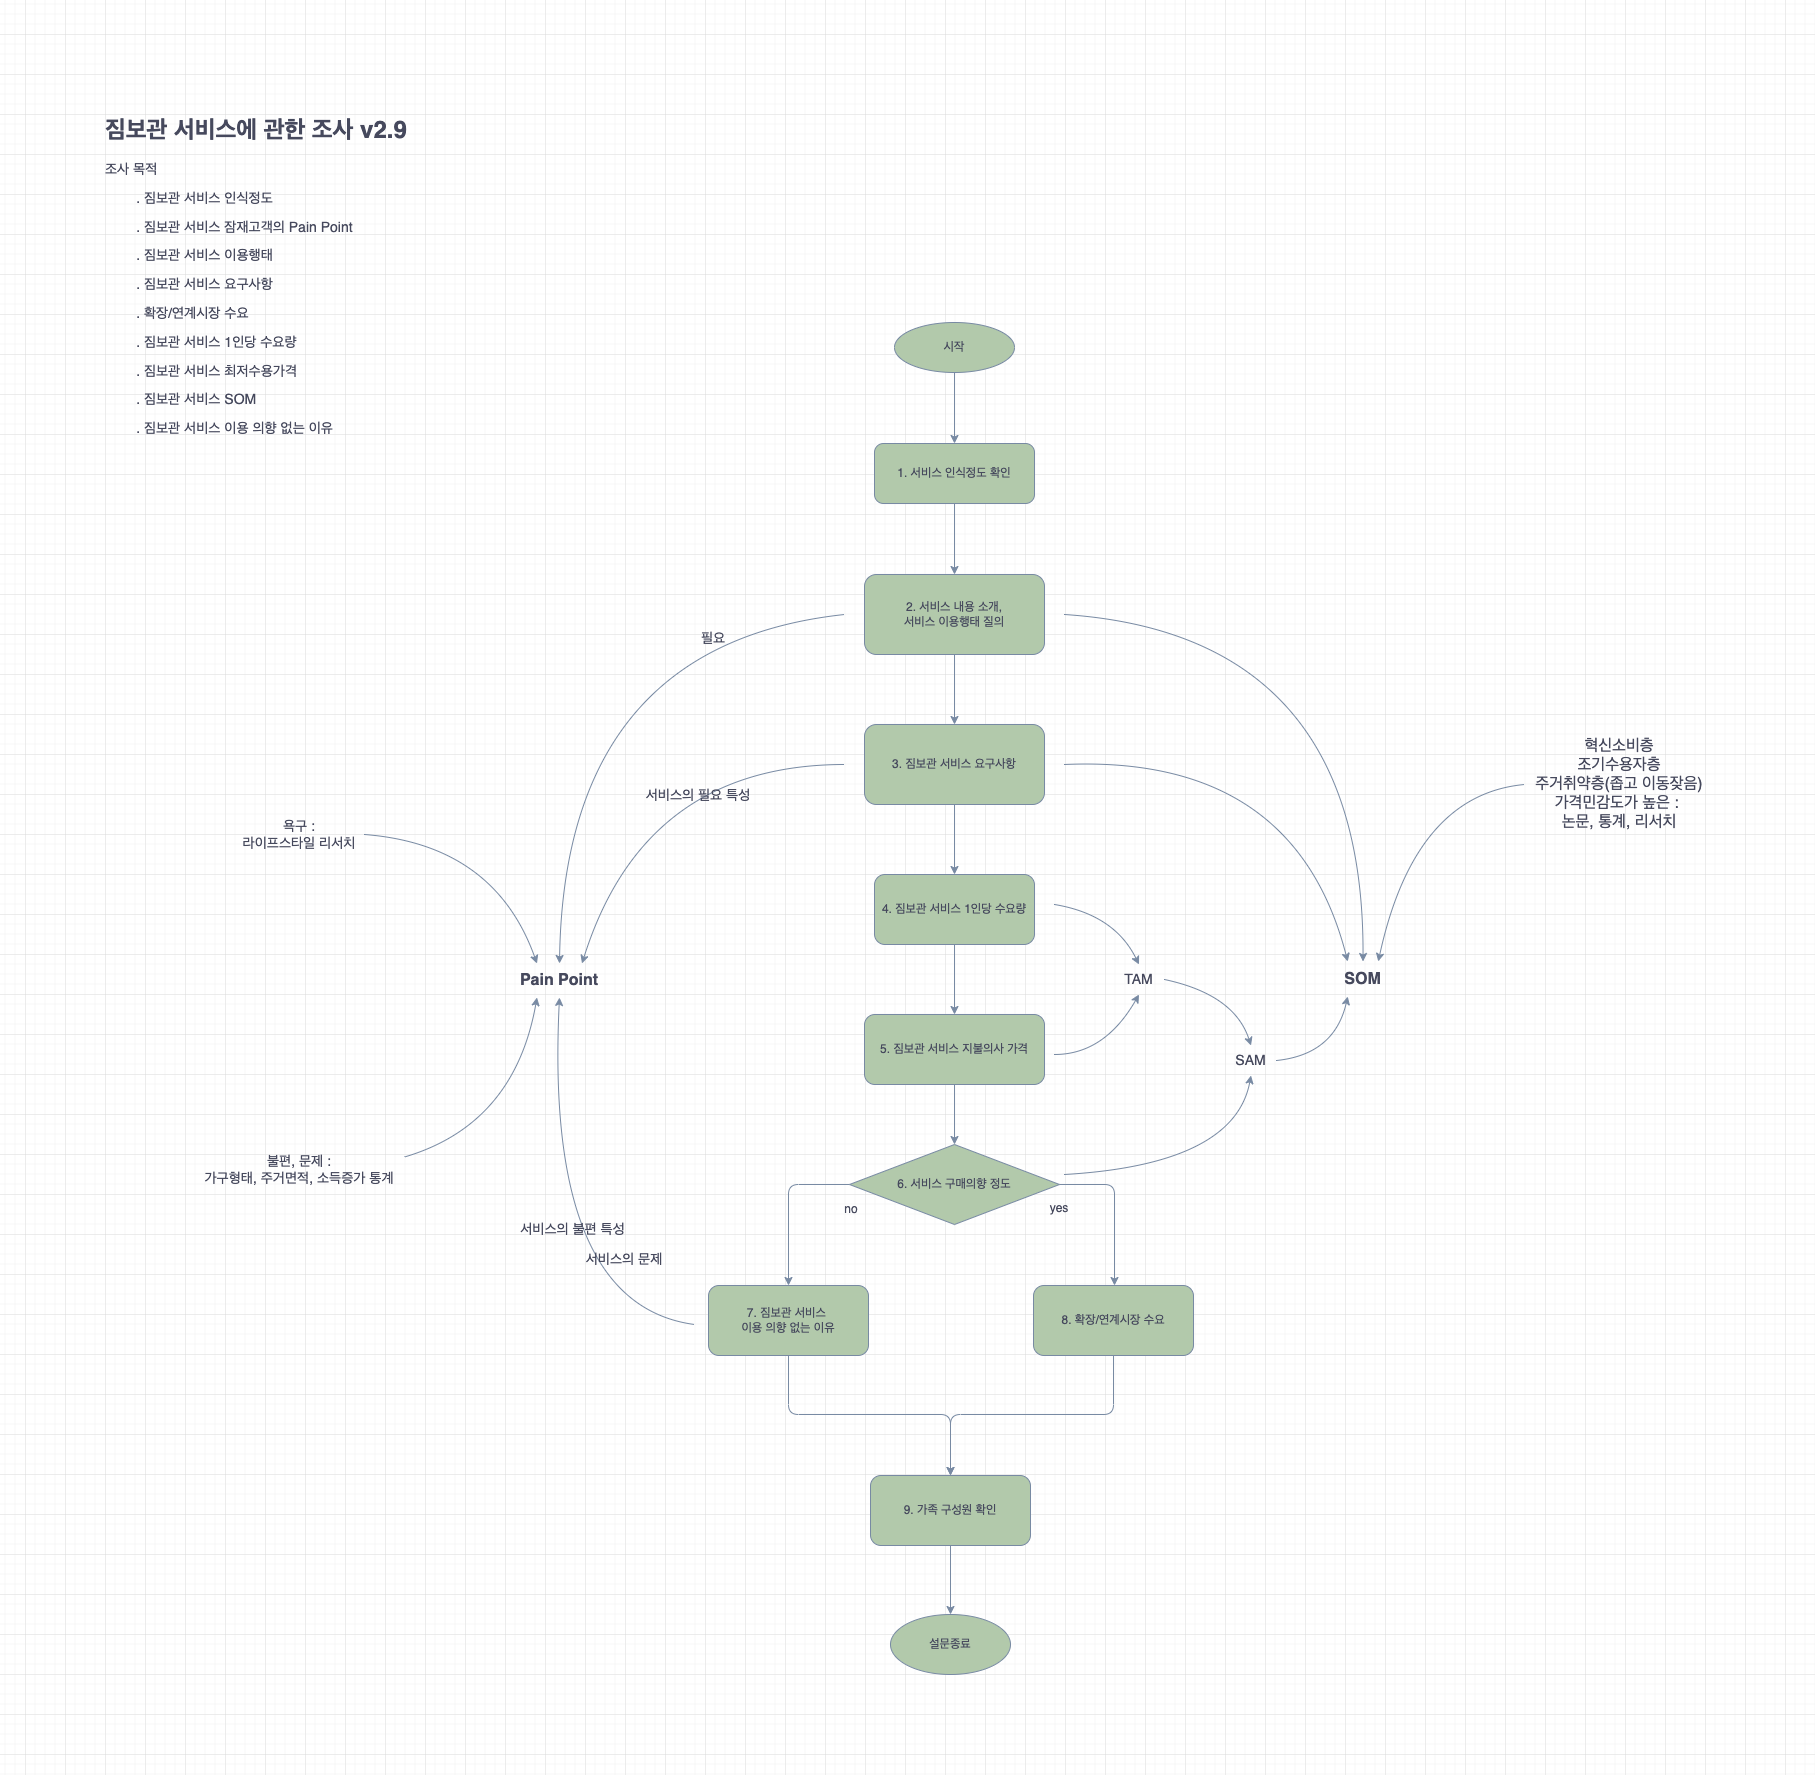 짐보관 서비스에 관한 조사 v2.9
조사 목적
. 짐보관 서비스 인식정도
. 짐보관 서비스 잠재고객의 Pain Point
. 짐보관 서비스 이용행태
. 짐보관 서비스 요구사항
. 확장/연계시장 수요
. 짐보관 서비스 1인당 수요량
. 짐보관 서비스 최저수용가격
. 짐보관 서비스 SOM
. 짐보관 서비스 이용 의향 없는 이유
시작
1. 서비스 인식정도 확인
2. 서비스 내용 소개,
서비스 이용행태 질의
필요
3. 짐보관 서비스 요구사항
서비스의 필요 특성
혁신소비층
조기수용자층
주거취약층(좁고 이동잦음)
가격민감도가 높은 :
논문, 통계, 리서치
욕구 :
라이프스타일 리서치
4. 짐보관 서비스 1인당 수요량
Pain Point
TAM
SOM
5. 짐보관 서비스 지불의사 가격
SAM
불편, 문제 :
가구형태, 주거면적, 소득증가 통계
6. 서비스 구매의향 정도
no
yes
서비스의 불편 특성
서비스의 문제
7. 짐보관 서비스
이용 의향 없는 이유
8. 확장/연계시장 수요
9. 가족 구성원 확인
설문종료